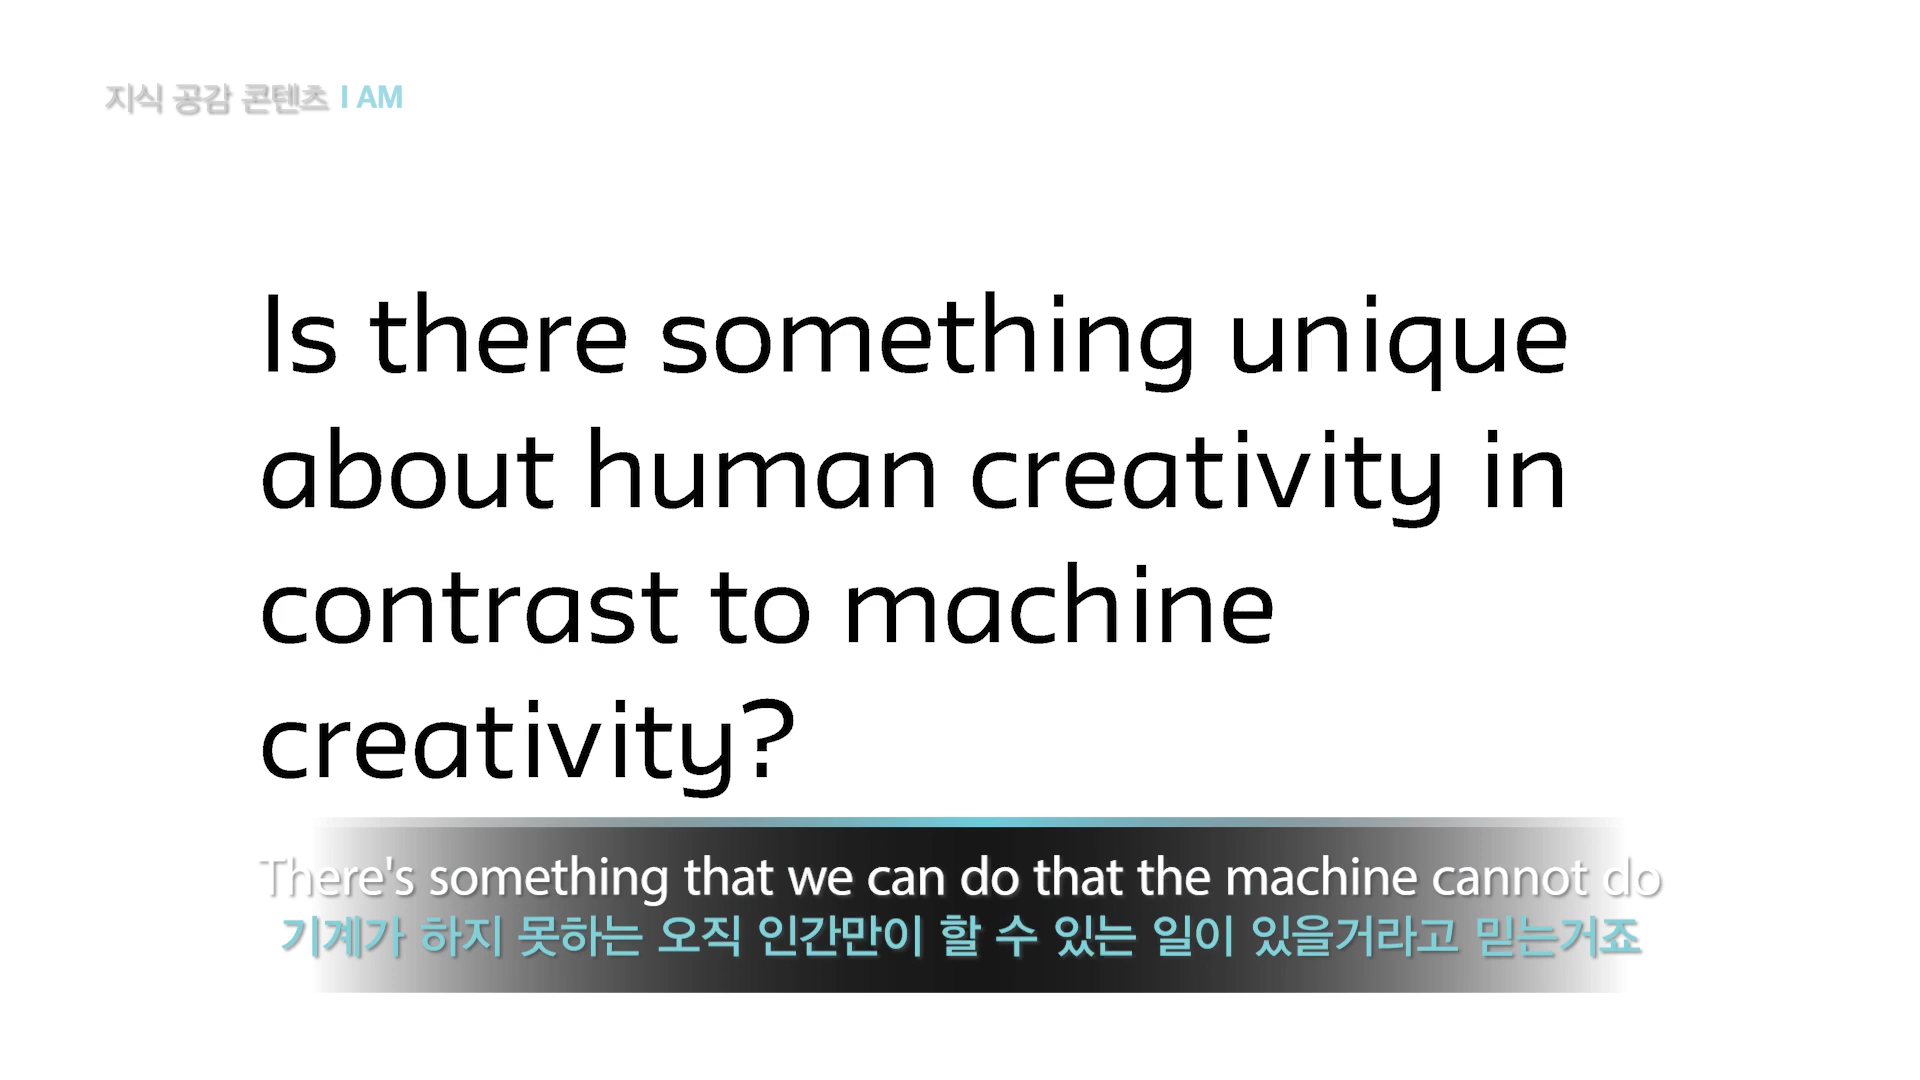 지식 공감 콘텐츠 I AM
Is there something unique
about human creativity in
contrast to machine
creativity?
There's something that we can do that the machine cannot do
기계가 하지 못하는 오직 인간만이 할 수 있는 일이 있을거라고 믿는거죠